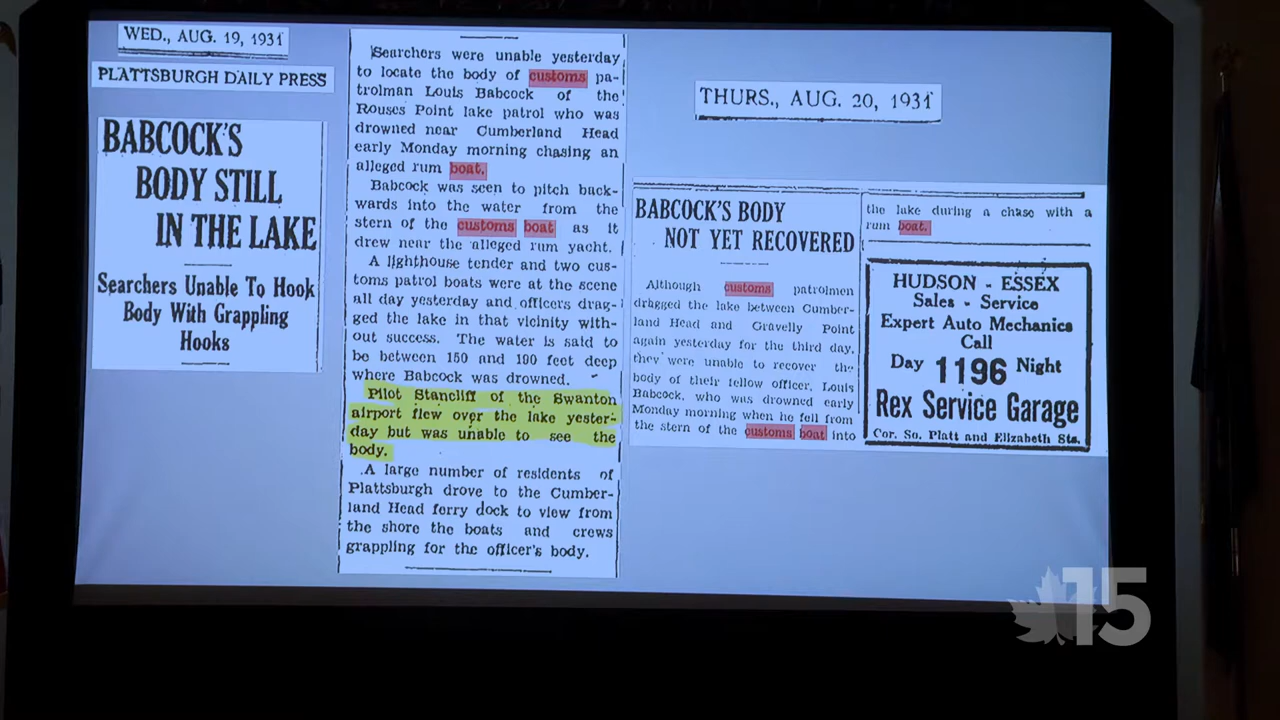 WED., AUG. 19, 1931
PLATTSBURGH DAILY PRESS
BABCOCK'S
BODY STILL
IN THE LAKE
Searchers Unable To Hook
Body With Grappling
Hooks
Searchers were unable yesterday
to locate the body of customs pa-
trolman Louis Babcock of the
Rouses Point lake patrol who was
drowned near Cumberland Head
early Monday morning chasing an
alleged rum boat.
Babcock was seen to pitch back-
wards into the water from the
stern of the customs boat as it
drew near the alleged rum yacht.
A lighthouse tender and two cus-
toms patrol boats were at the scene
all day yesterday and officers drag-
ged the lake in that vicinity with-
out success. The water is said to
be between 150 and 190 feet deep
where Babcock was drowned.
Pilot Stancliff of the Swanton
airport flew over the lake yester-
day but was unable to see the
body.
A large number of residents of
Plattsburgh drove to the Cumber-
land Head ferry dock to view from
the shore the boats and crews
grappling for the officer's body.
THURS., AUG. 20, 1931
BABCOCK'S BODY
NOT YET RECOVERED
Although customs patrolmen
dragged the lake between Cumber-
land Head and Gravelly Point
again yesterday for the third day,
they were unable to recover the
body of their fellow officer, Louis
Babcock, who was drowned early
Monday morning when he fell from
the stern of the customs boat into
the lake during a chase with a
rum boat.
HUDSON - ESSEX
Sales - Service
Expert Auto Mechanics
Call
Day 1196 Night
Rex Service Garage
Cor. So. Platt and Elizabeth Sts.
15